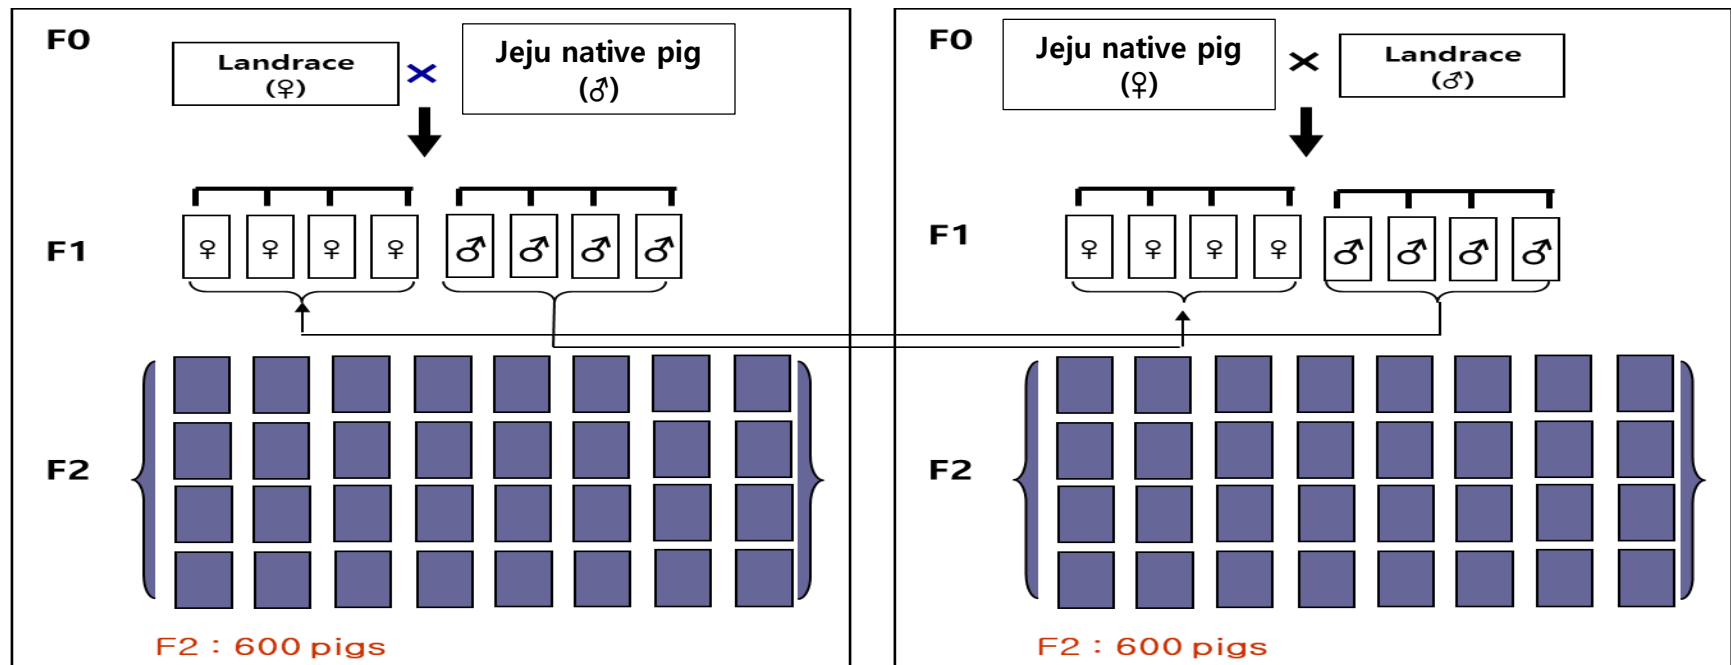 F0
Landrace
(♀)
×
Jeju native pig
(♂)
F1
♀ ♀ ♀ ♀ ♂ ♂ ♂ ♂
F2
F2 : 600 pigs
F0
Jeju native pig
(♀)
×
Landrace
(♂)
F1
♀ ♀ ♀ ♀ ♂ ♂ ♂ ♂
F2
F2 : 600 pigs